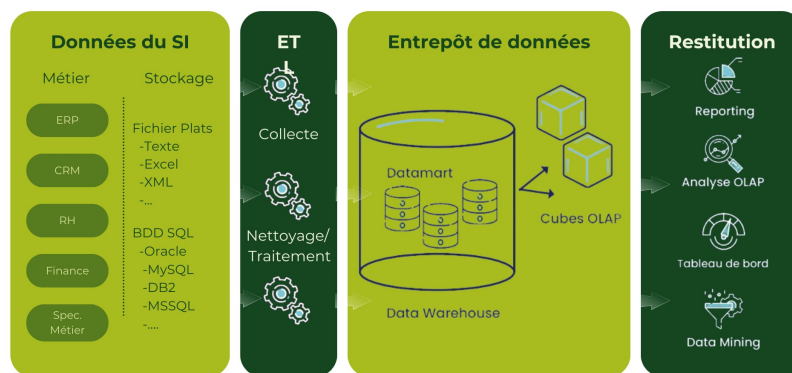 Données du SI
Métier
Stockage
ERP
CRM
RH
Finance
Spec.
Métier
Fichier Plats
-Texte
-Excel
-XML
-...
BDD SQL
-Oracle
-MySQL
-DB2
-MSSQL
-....
ET
L
Collecte
Nettoyage/
Traitement
Entrepôt de données
Datamart
Cubes OLAP
Data Warehouse
Restitution
Reporting
Analyse OLAP
Tableau de bord
Data Mining